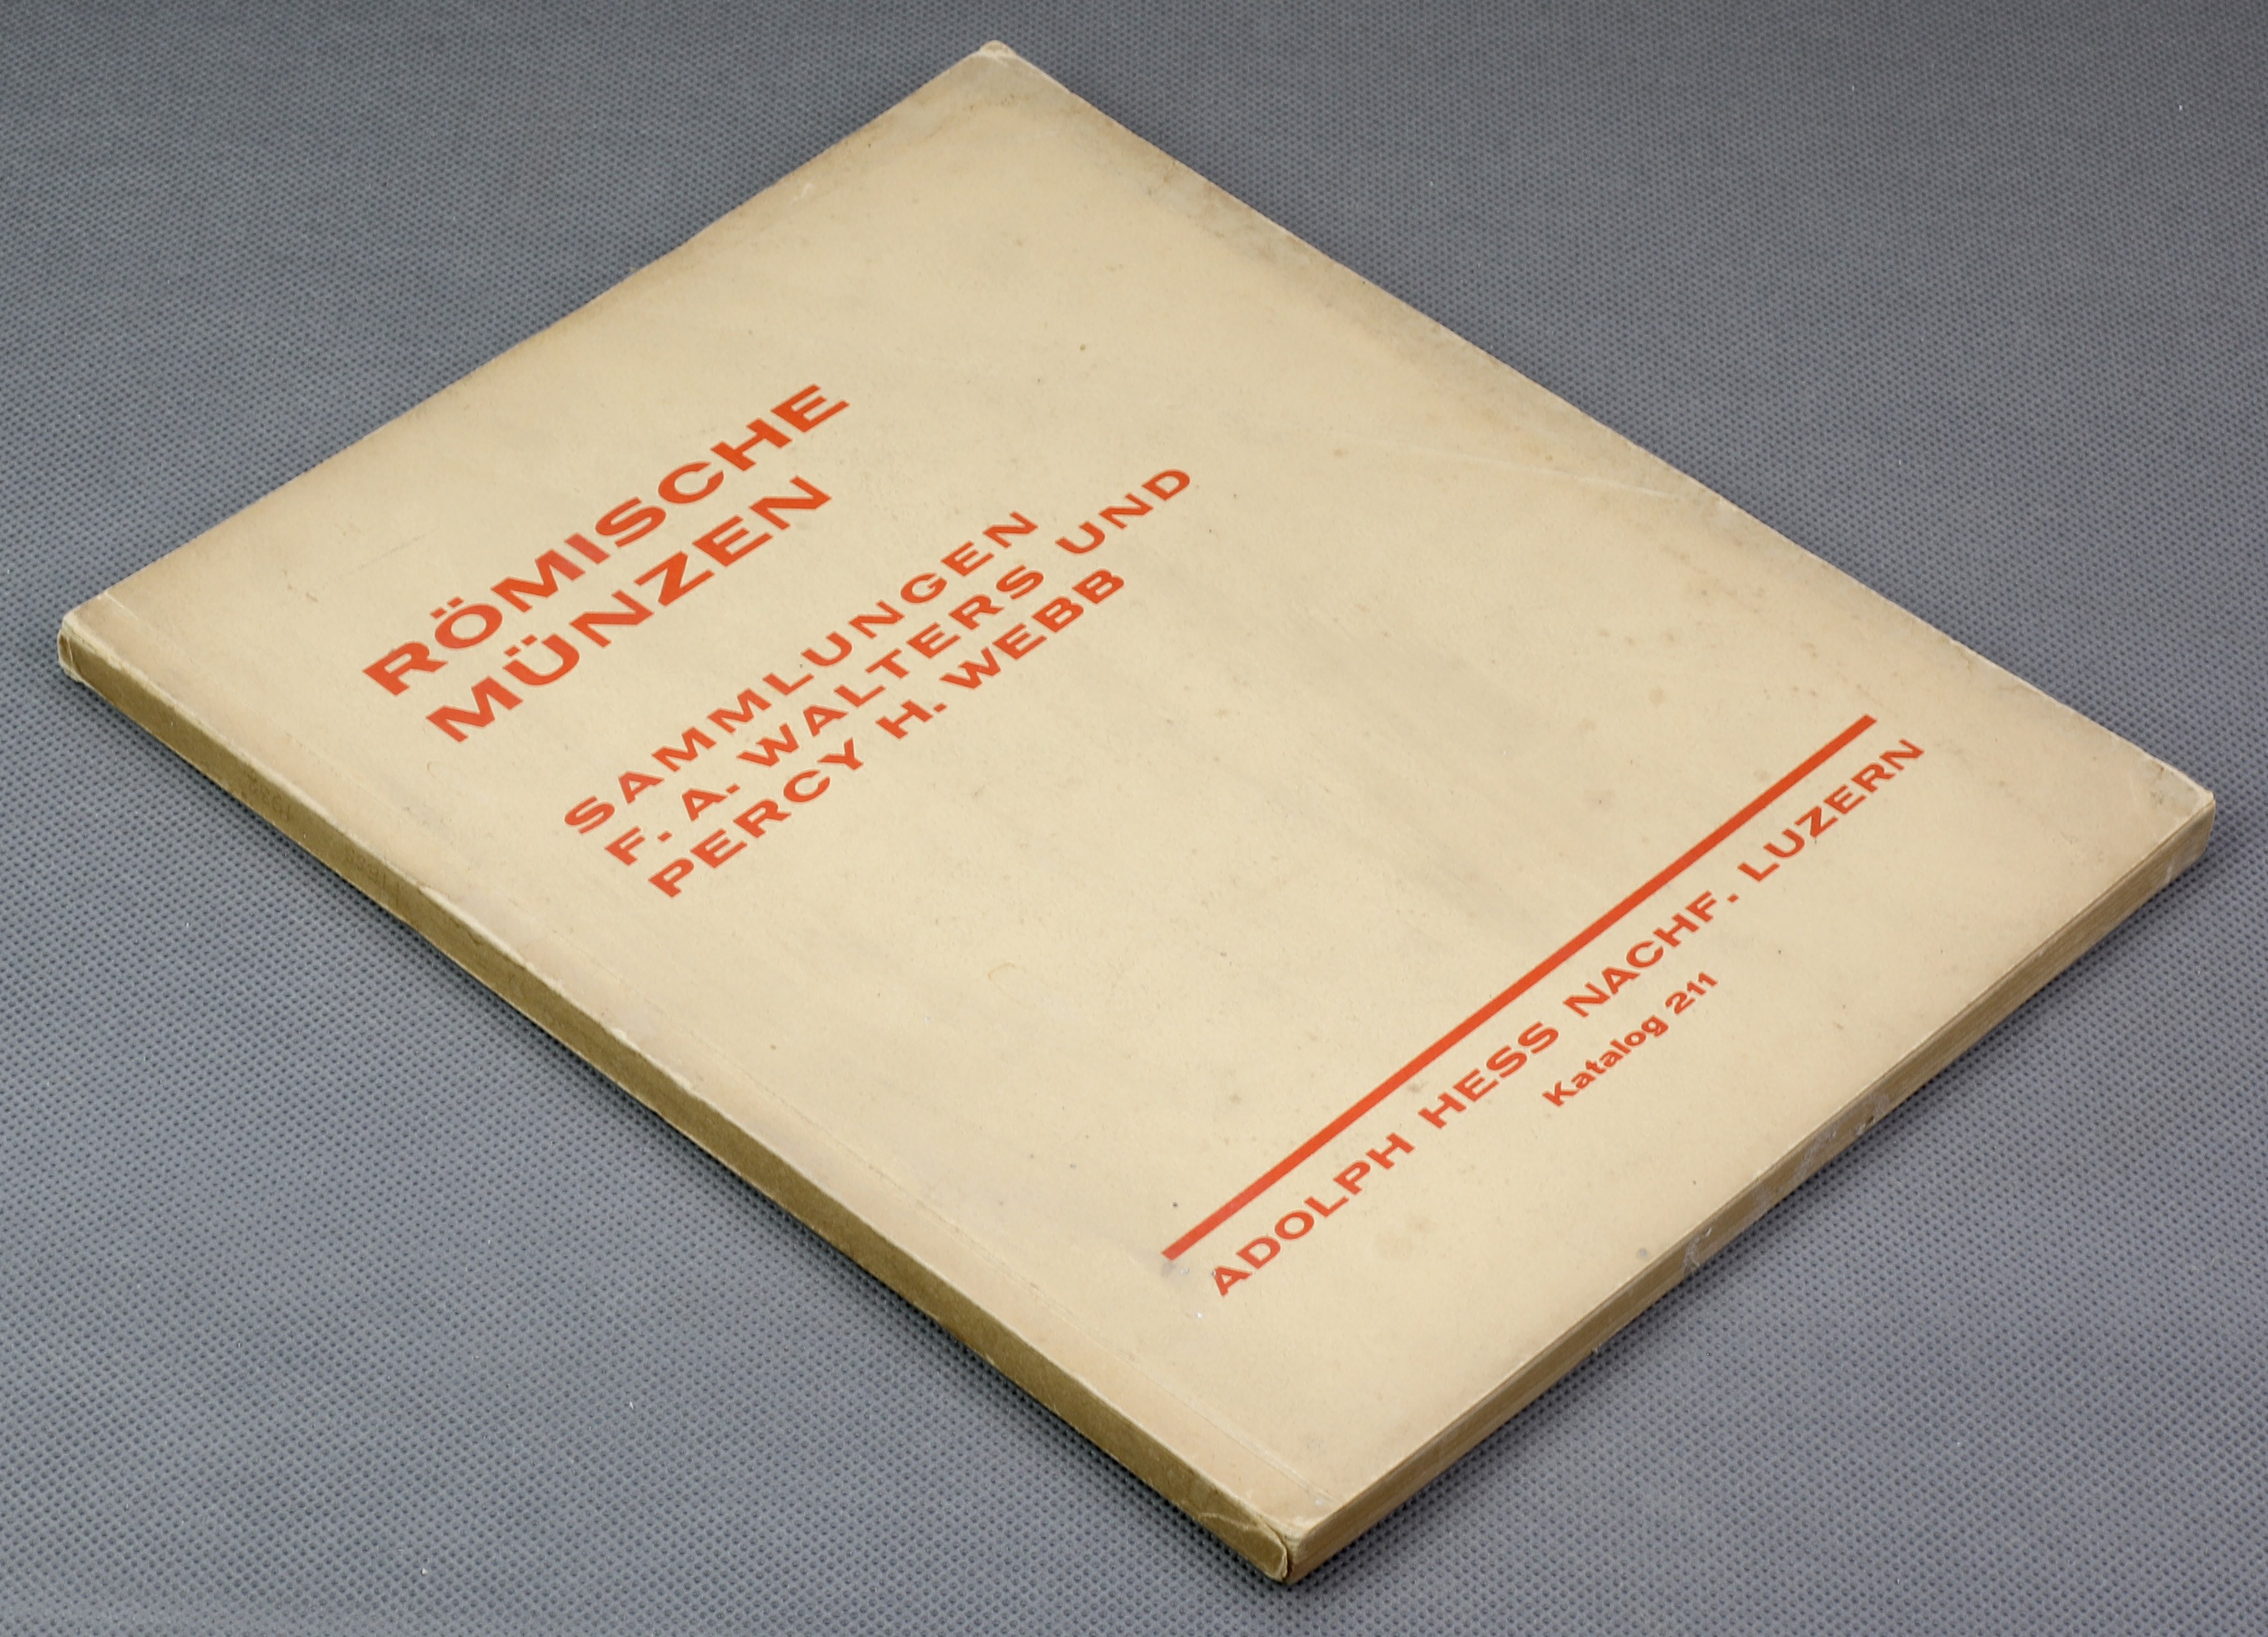 RÖMISCHE
MÜNZEN
SAMMLUNGEN
F. A. WALTERS UND
PERCY H. WEBB
ADOLPH HESS NACHF. LUZERN
Katalog 211